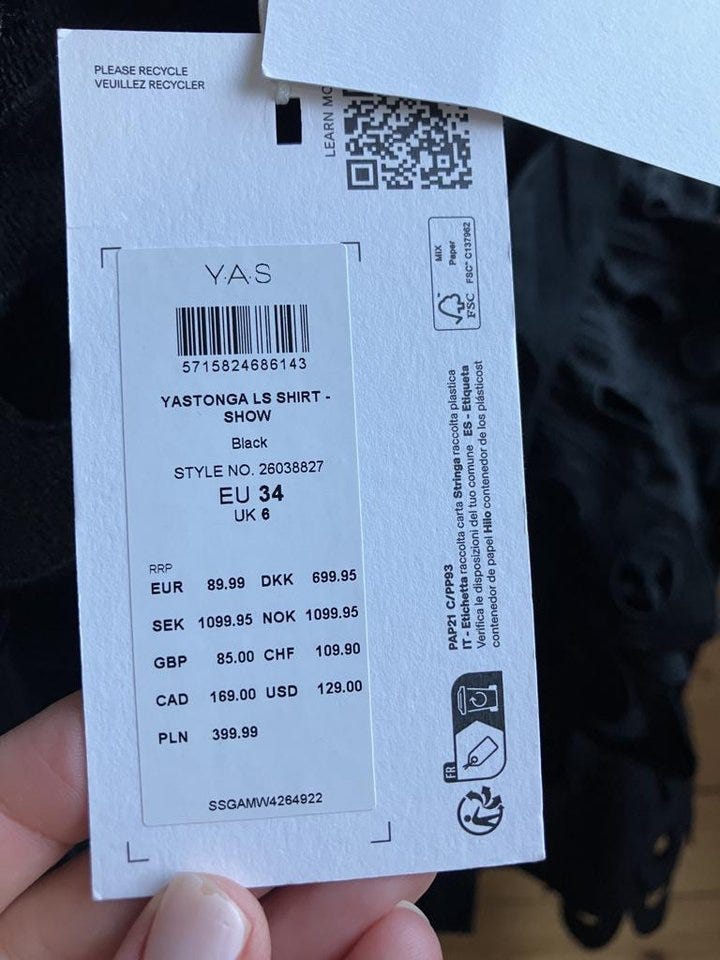 PLEASE RECYCLE
VEUILLEZ RECYCLER
LEARN
Y.A.S
5715824686143
YASTONGA LS SHIRT -
SHOW
Black
STYLE NO. 26038827
EU 34
UK 6
RRP
EUR 89.99 DKK 699.95
SEK 1099.95 NOK 1099.95
GBP 85.00 CHF 109.90
CAD 169.00 USD 129.00
PLN 399.99
SSGAMW4264922
MIX
Paper
FSC
FSC™ C137962
PAP21 C/PP93
IT - Etichetta raccolta carta Stringa raccolta plastica
Verifica le disposizioni del tuo comune ES - Etiqueta
contenedor de papel Hilo contenedor de los plásticost
FR